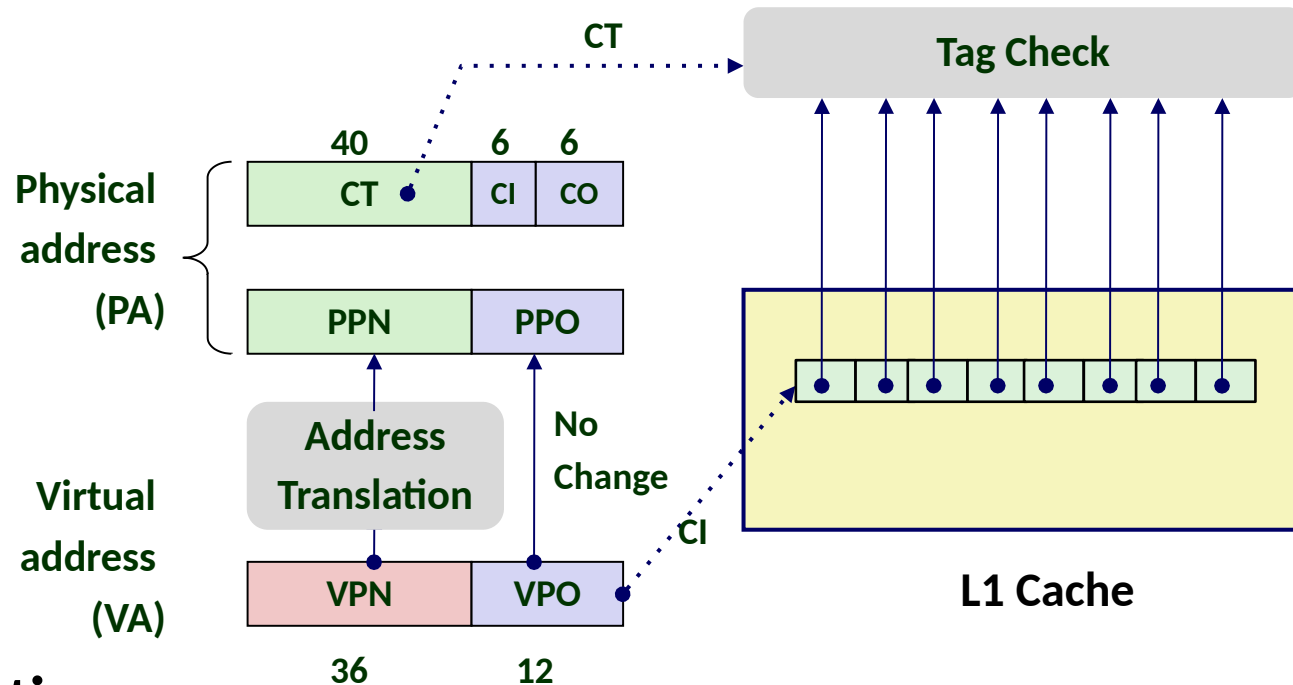 CT
Tag Check
40
6
6
Physical
address
(PA)
CT
CI
CO
PPN
PPO
Address
Translation
No
Change
Virtual
address
(VA)
CI
VPN
VPO
L1 Cache
36
12